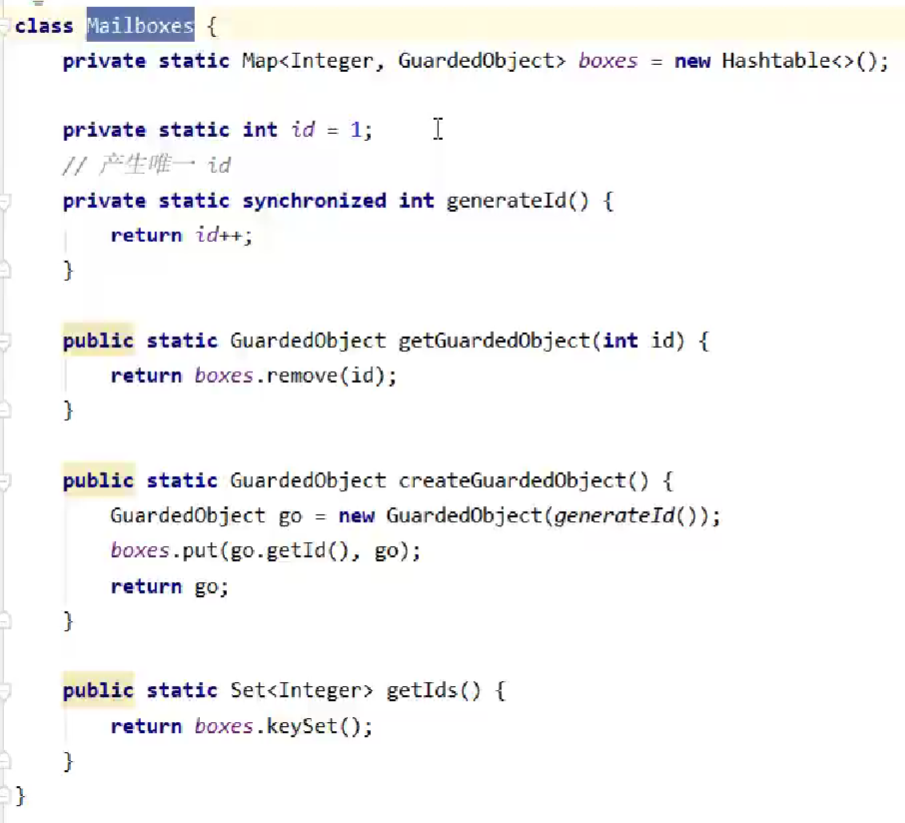 class Mailboxes {
private static Map<Integer, GuardedObject> boxes = new Hashtable<>();
private static int id = 1;
// 产生唯一 id
private static synchronized int generateId() {
return id++;
}
public static GuardedObject getGuardedObject(int id) {
return boxes.remove(id);
}
public static GuardedObject createGuardedObject() {
GuardedObject go = new GuardedObject(generateId());
boxes.put(go.getId(), go);
return go;
}
public static Set<Integer> getIds() {
return boxes.keySet();
}
}